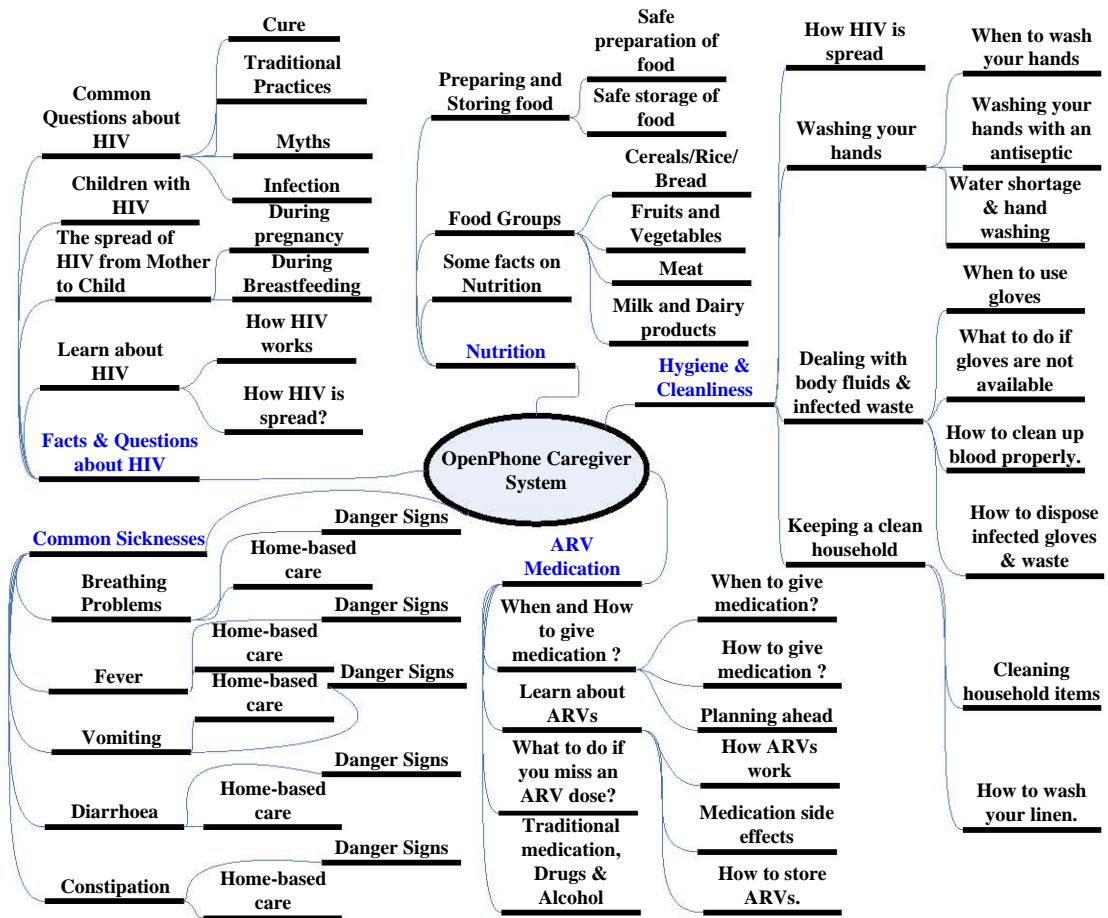 OpenPhone Caregiver
System
Facts & Questions
about HIV
Common
Questions about
HIV
Cure
Traditional
Practices
Myths
Infection
Children with
HIV
The spread of
HIV from Mother
to Child
During
pregnancy
During
Breastfeeding
Learn about
HIV
How HIV
works
How HIV is
spread?
Nutrition
Preparing and
Storing food
Safe
preparation of
food
Safe storage of
food
Food Groups
Cereals/Rice/
Bread
Fruits and
Vegetables
Meat
Milk and Dairy
products
Some facts on
Nutrition
Hygiene &
Cleanliness
How HIV is
spread
Washing your
hands
When to wash
your hands
Washing your
hands with an
antiseptic
Water shortage
& hand
washing
Dealing with
body fluids &
infected waste
When to use
gloves
What to do if
gloves are not
available
How to clean up
blood properly.
How to dispose
infected gloves
& waste
Keeping a clean
household
Cleaning
household items
How to wash
your linen.
Common Sicknesses
Breathing
Problems
Danger Signs
Home-based
care
Fever
Danger Signs
Home-based
care
Vomiting
Home-based
care
Danger Signs
Diarrhoea
Danger Signs
Home-based
care
Constipation
Danger Signs
Home-based
care
ARV
Medication
When and How
to give
medication ?
When to give
medication?
How to give
medication ?
Planning ahead
Learn about
ARVs
How ARVs
work
Medication side
effects
How to store
ARVs.
What to do if
you miss an
ARV dose?
Traditional
medication,
Drugs &
Alcohol